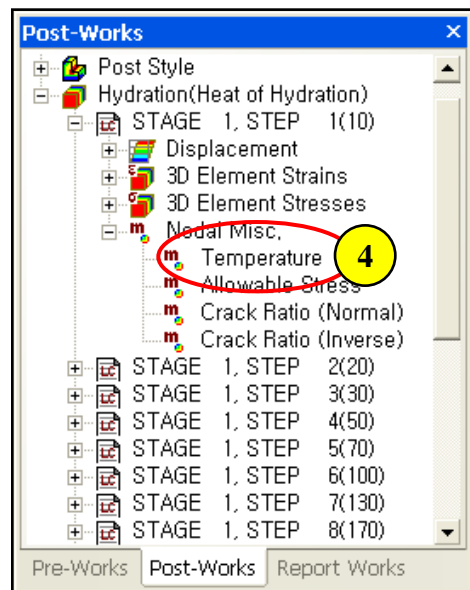 Post-Works
Post Style
Hydration(Heat of Hydration)
STAGE 1, STEP 1(10)
Displacement
3D Element Strains
3D Element Stresses
Nodal Misc,
Temperature 4
Allowable Stress
Crack Ratio (Normal)
Crack Ratio (Inverse)
STAGE 1, STEP 2(20)
STAGE 1, STEP 3(30)
STAGE 1, STEP 4(50)
STAGE 1, STEP 5(70)
STAGE 1, STEP 6(100)
STAGE 1, STEP 7(130)
STAGE 1, STEP 8(170)
Pre-Works Post-Works Report Works